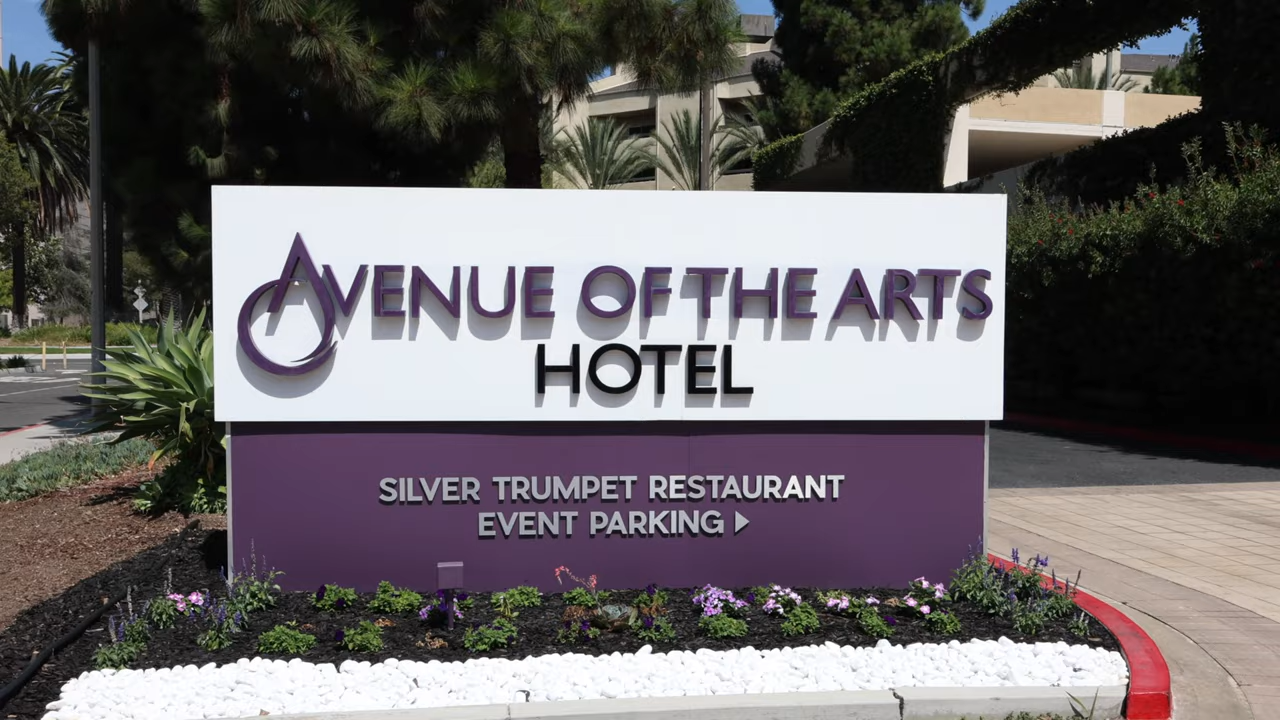 AVENUE OF THE ARTS
HOTEL
SILVER TRUMPET RESTAURANT
EVENT PARKING